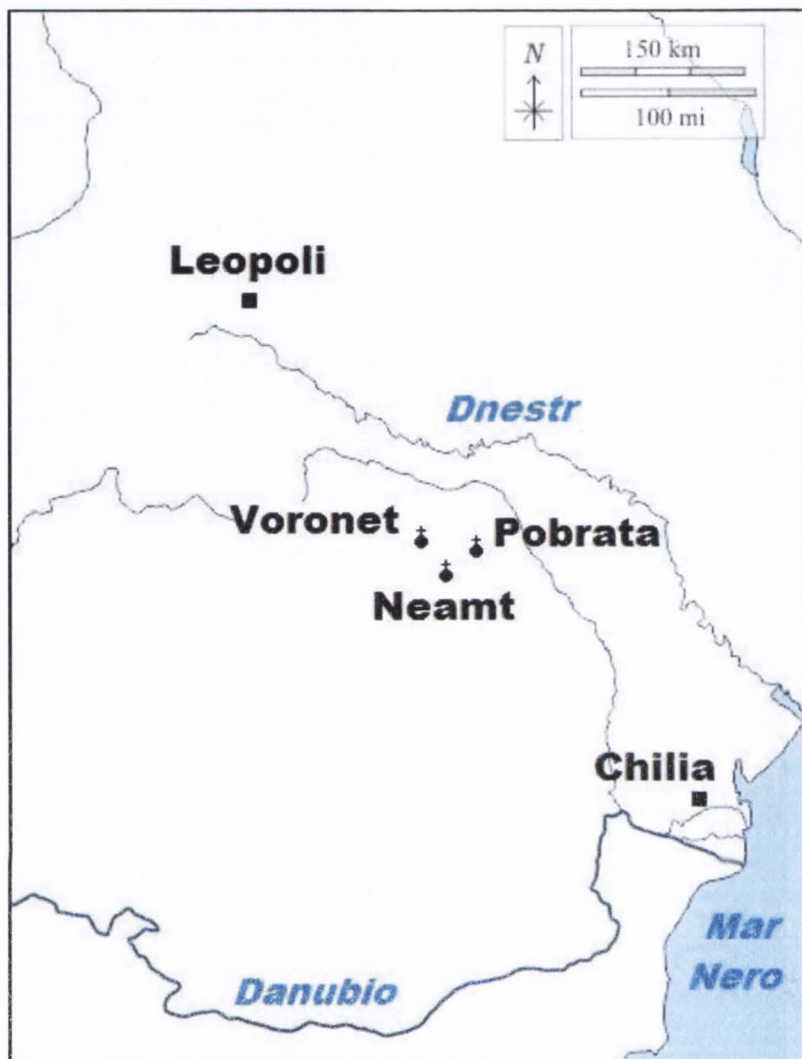 N
150 km
100 mi
Leopoli
Dnestr
Voronet
Pobrata
Neamt
Chilia
Mar
Nero
Danubio